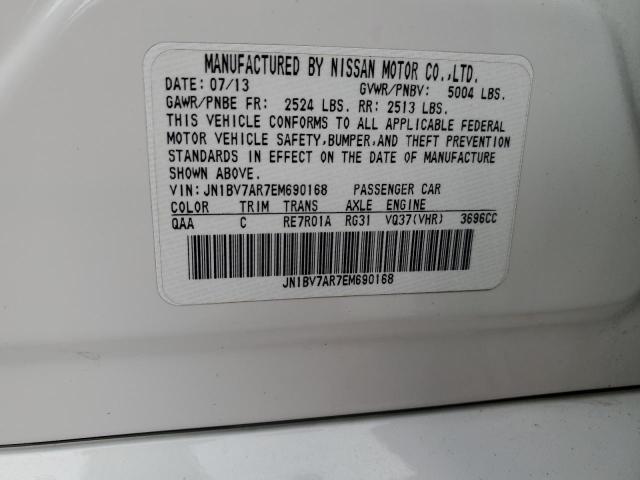 MANUFACTURED BY NISSAN MOTOR CO.,LTD.
DATE: 07/13 GVWR/PNBV: 5004 LBS.
GAWR/PNBE FR: 2524 LBS. RR: 2513 LBS.
THIS VEHICLE CONFORMS TO ALL APPLICABLE FEDERAL
MOTOR VEHICLE SAFETY,BUMPER,AND THEFT PREVENTION
STANDARDS IN EFFECT ON THE DATE OF MANUFACTURE
SHOWN ABOVE.
VIN: JN1BV7AR7EM690168 PASSENGER CAR
COLOR TRIM TRANS AXLE ENGINE
QAA C RE7R01A RG31 VQ37(VHR) 3696CC
JN1BV7AR7EM690168